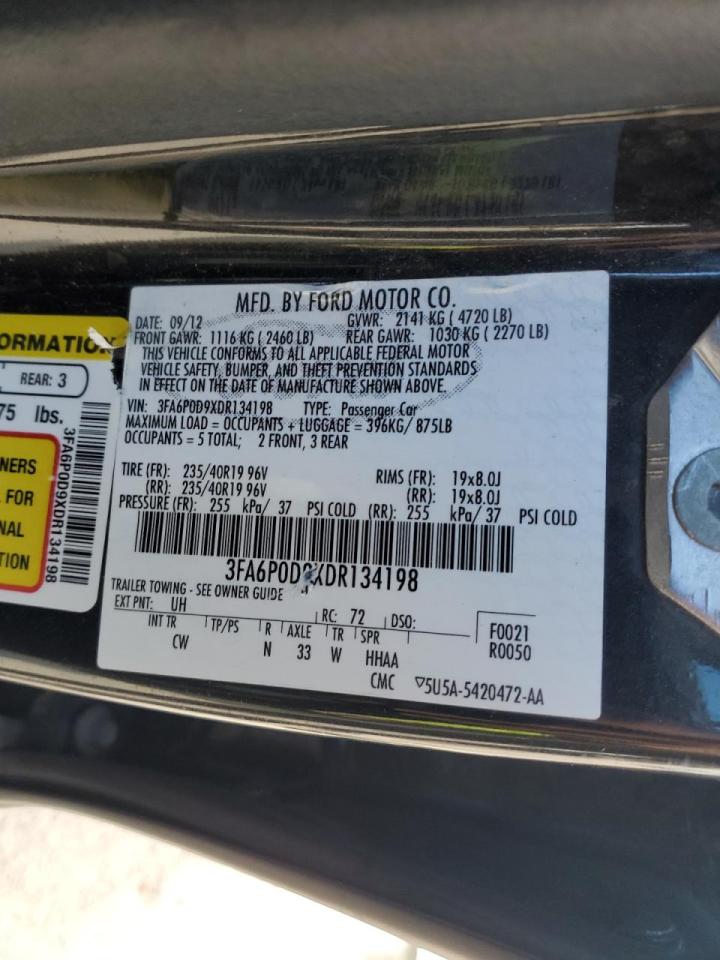 MFD. BY FORD MOTOR CO.
DATE: 09/12 GVWR: 2141 KG ( 4720 LB)
FRONT GAWR: 1116 KG ( 2460 LB) REAR GAWR: 1030 KG ( 2270 LB)
THIS VEHICLE CONFORMS TO ALL APPLICABLE FEDERAL MOTOR
VEHICLE SAFETY, BUMPER, AND THEFT PREVENTION STANDARDS
IN EFFECT ON THE DATE OF MANUFACTURE SHOWN ABOVE.
VIN: 3FA6P0D9XDR134198 TYPE: Passenger Car
MAXIMUM LOAD = OCCUPANTS + LUGGAGE = 396KG/ 875LB
OCCUPANTS = 5 TOTAL; 2 FRONT, 3 REAR
TIRE (FR): 235/40R19 96V RIMS (FR): 19x8.0J
(RR): 235/40R19 96V (RR): 19x8.0J
PRESSURE (FR): 255 kPa/ 37 PSI COLD (RR): 255 kPa/ 37 PSI COLD
3FA6P0D9XDR134198
TRAILER TOWING - SEE OWNER GUIDE
EXT PNT: UH RC: 72 DSO:
INT TR TP/PS R AXLE TR SPR F0021
CW N 33 W HHAA R0050
CMC ▽5U5A-5420472-AA
ORMATION
REAR: 3
75 lbs.
NERS
L FOR
NAL
TION
3FA6P0D9XDR134198